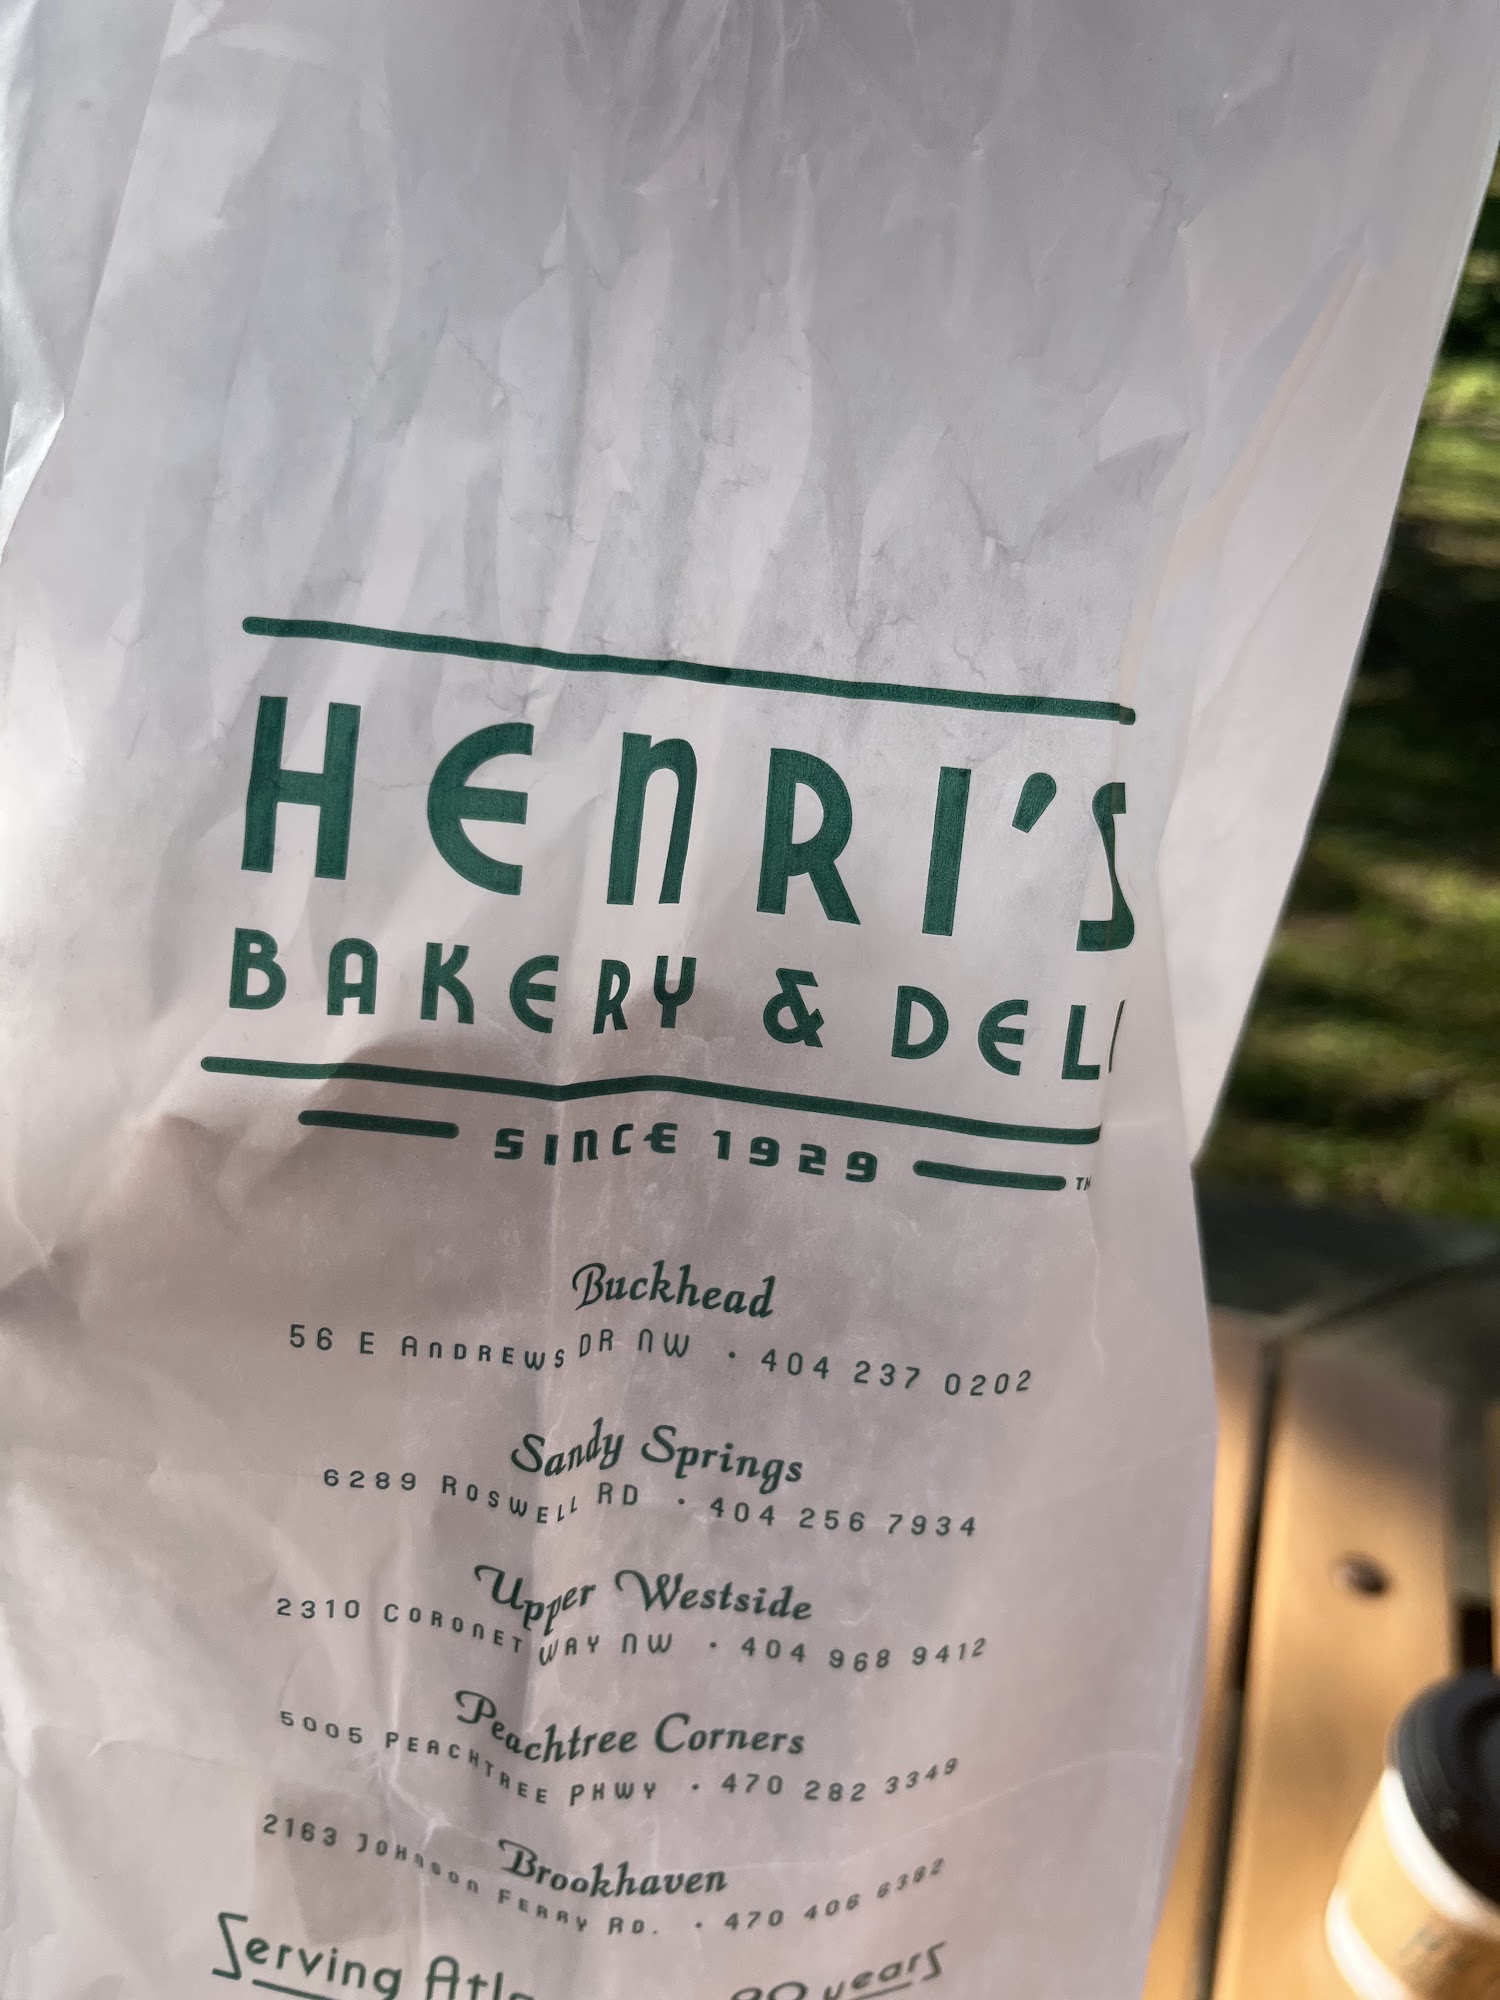 HENRI'S
BAKERY & DELI
SINCE 1929 TM
Buckhead
56 E ANDREWS DR NW · 404 237 0202
Sandy Springs
6289 ROSWELL RD · 404 256 7934
Upper Westside
2310 CORONET WAY NW · 404 968 9412
Peachtree Corners
5005 PEACHTREE PKWY · 470 282 3349
Brookhaven
2163 JOHNSON FERRY RD. · 470 406 6382
Serving years